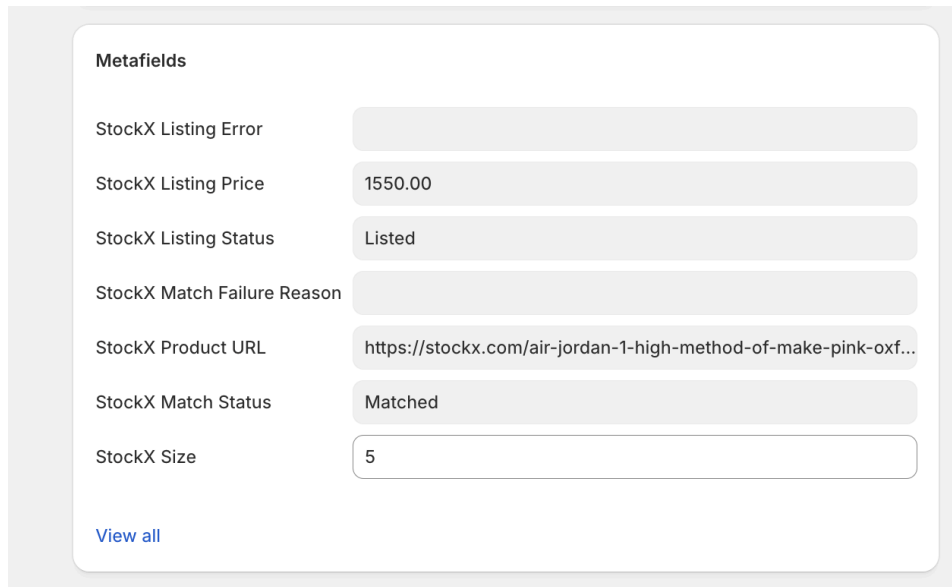 Metafields
StockX Listing Error
StockX Listing Price 1550.00
StockX Listing Status Listed
StockX Match Failure Reason
StockX Product URL https://stockx.com/air-jordan-1-high-method-of-make-pink-oxf...
StockX Match Status Matched
StockX Size 5
View all